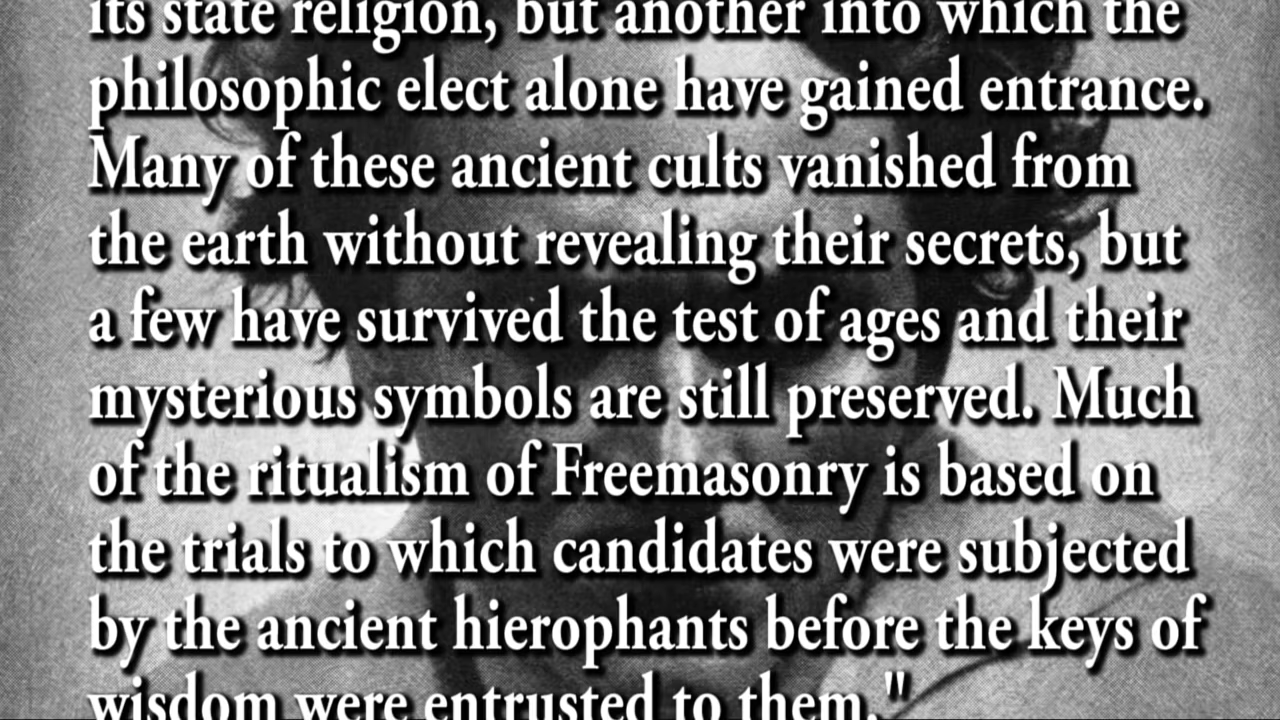 its state religion, but another into which the
philosophic elect alone have gained entrance.
Many of these ancient cults vanished from
the earth without revealing their secrets, but
a few have survived the test of ages and their
mysterious symbols are still preserved. Much
of the ritualism of Freemasonry is based on
the trials to which candidates were subjected
by the ancient hierophants before the keys of
wisdom were entrusted to them."